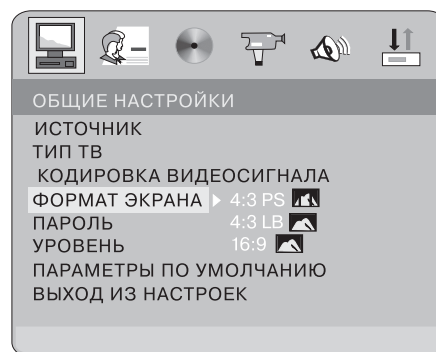 ОБЩИЕ НАСТРОЙКИ
ИСТОЧНИК
ТИП ТВ
КОДИРОВКА ВИДЕОСИГНАЛА
ФОРМАТ ЭКРАНА 4:3 PS
ПАРОЛЬ 4:3 LB
УРОВЕНЬ 16:9
ПАРАМЕТРЫ ПО УМОЛЧАНИЮ
ВЫХОД ИЗ НАСТРОЕК